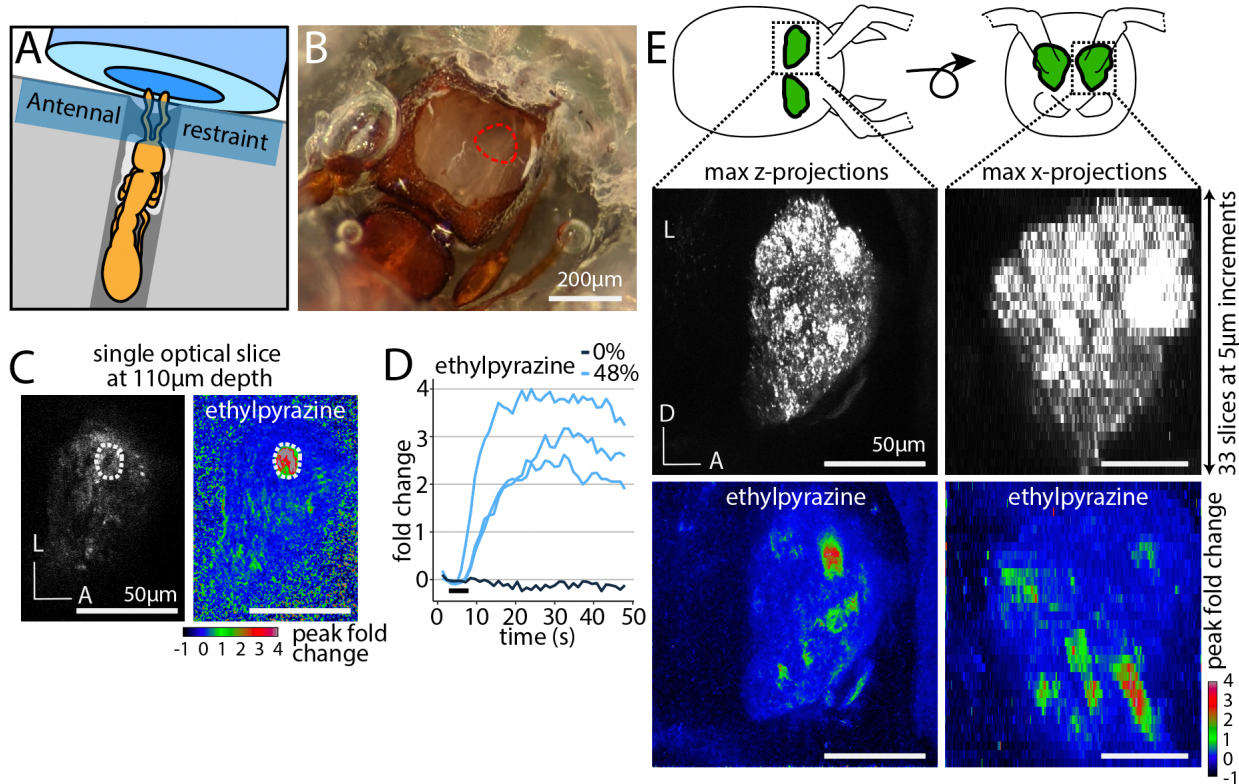 A
Antennal
restraint
B
200µm
C
single optical slice
at 110µm depth
L
A
50µm
ethylpyrazine
-1 0 1 2 3 4
peak fold
change
D
ethylpyrazine
0%
48%
fold change
4
3
2
1
0
0 10 20 30 40 50
time (s)
E
max z-projections
max x-projections
L
D
A
50µm
33 slices at 5µm increments
ethylpyrazine
ethylpyrazine
peak fold change
4
3
2
1
0
-1